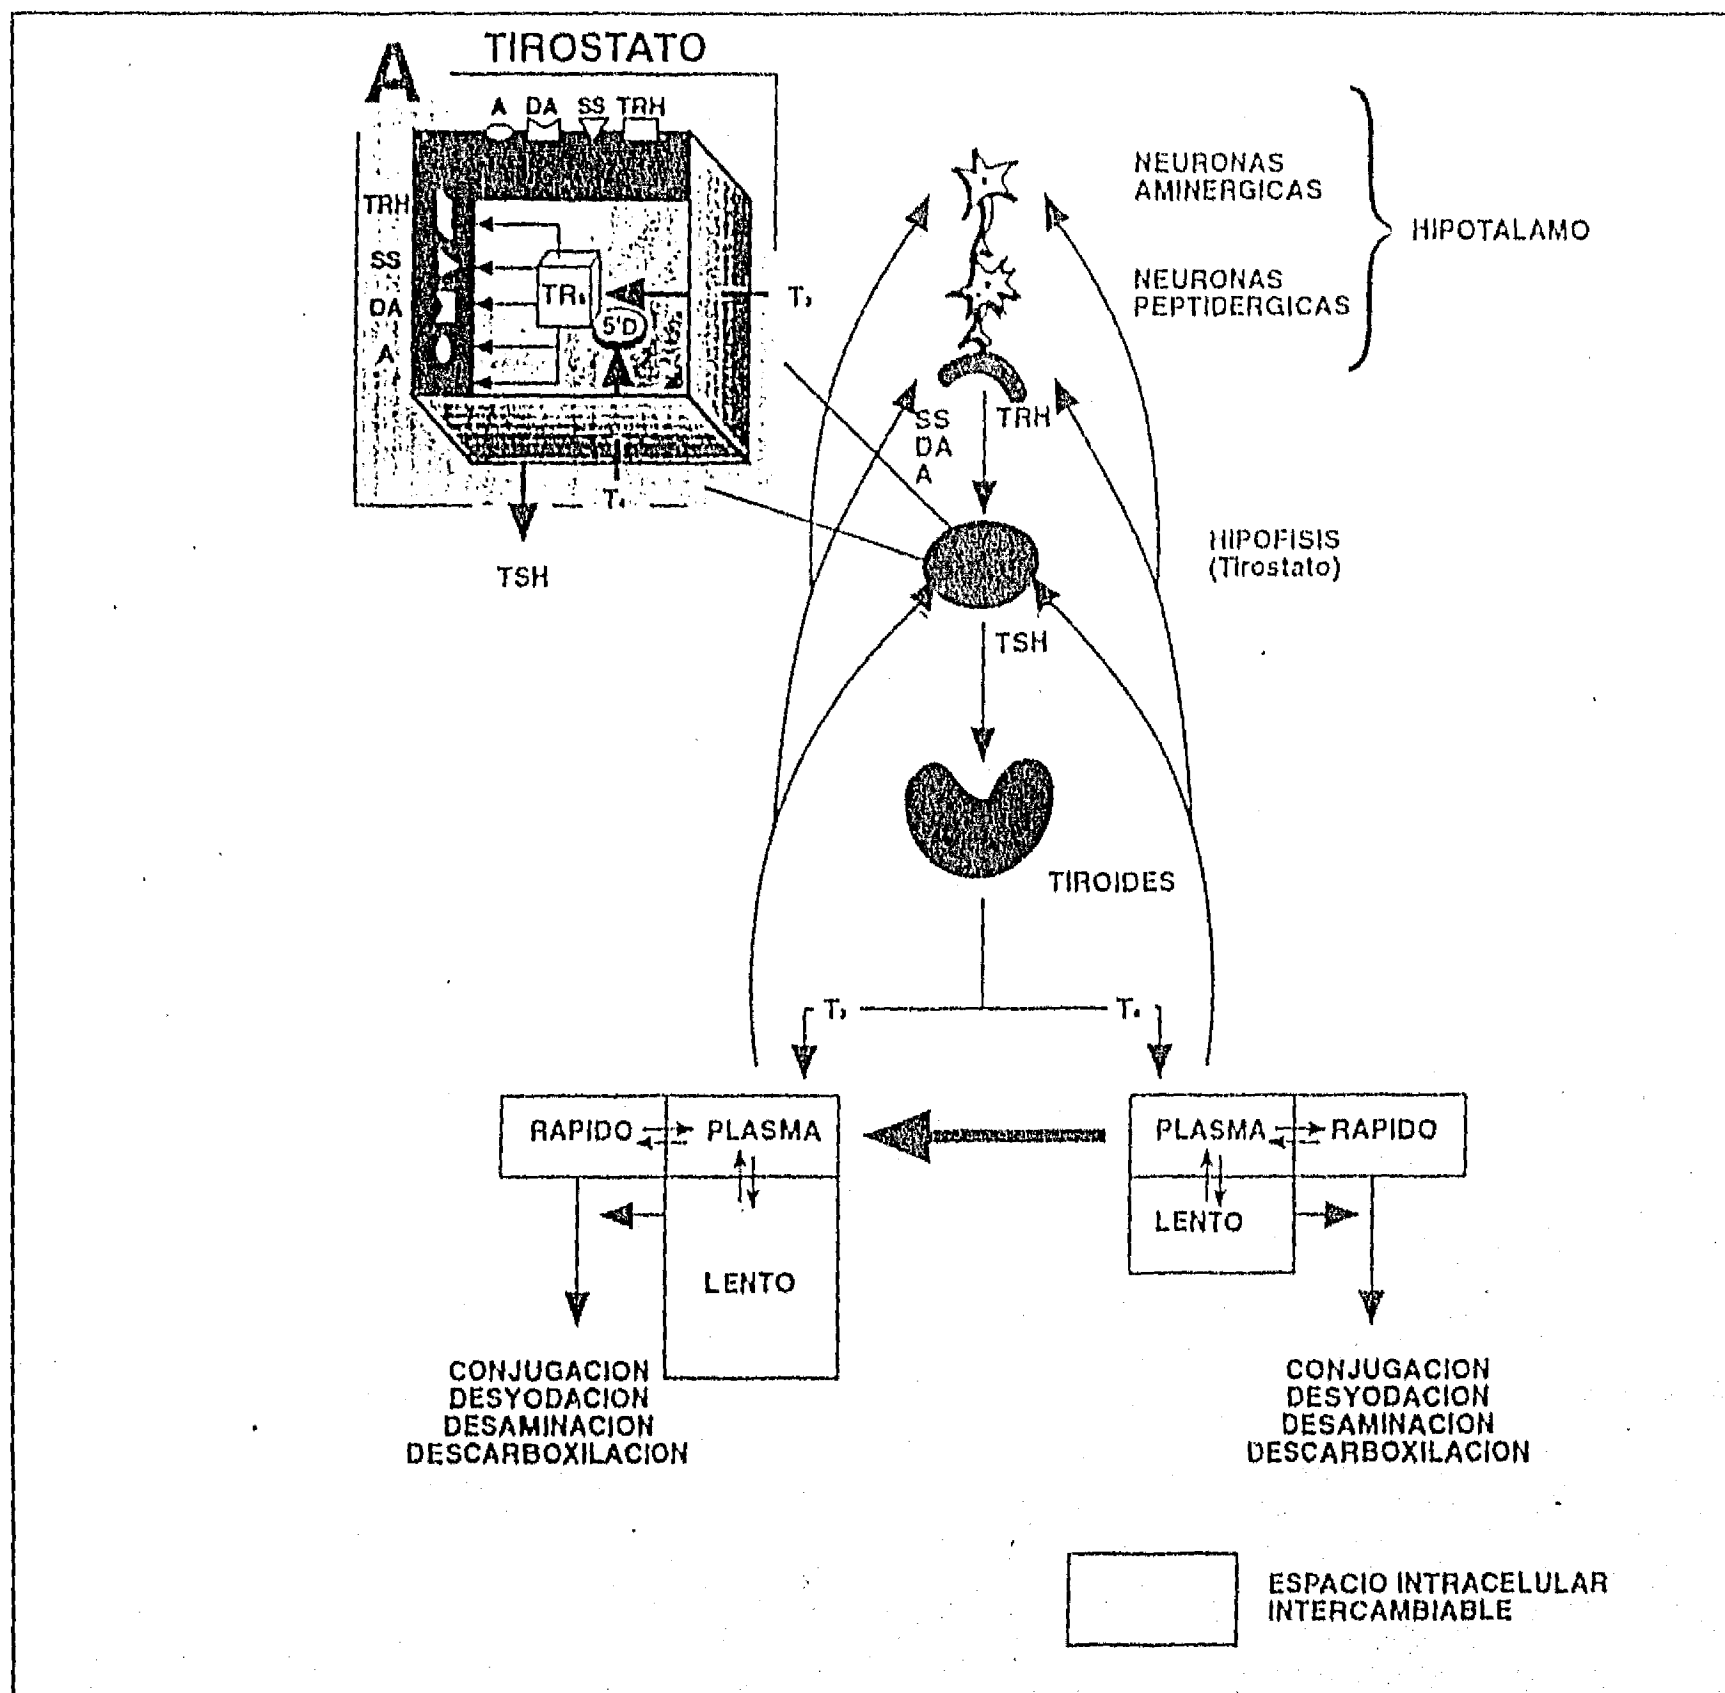 A
TIROSTATO
A DA SS TRH
TRH
SS
DA
A
TR₈
5'D
T₃
T₄
TSH
NEURONAS
AMINERGICAS
NEURONAS
PEPTIDERGICAS
HIPOTALAMO
SS
DA
A
TRH
HIPOFISIS
(Tirostato)
TSH
TIROIDES
T₃
T₄
RAPIDO
PLASMA
LENTO
PLASMA
RAPIDO
LENTO
CONJUGACION
DESYODACION
DESAMINACION
DESCARBOXILACION
CONJUGACION
DESYODACION
DESAMINACION
DESCARBOXILACION
ESPACIO INTRACELULAR
INTERCAMBIABLE